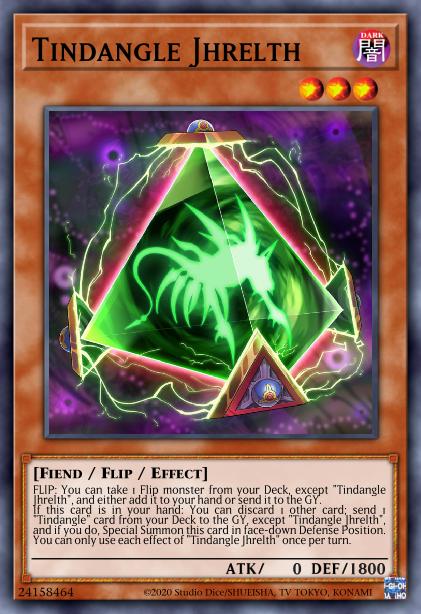 Tindangle Jhrelth
DARK
闇
[Fiend / Flip / Effect]
FLIP: You can take 1 Flip monster from your Deck, except "Tindangle
Jhrelth", and either add it to your hand or send it to the GY.
If this card is in your hand: You can discard 1 other card; send 1
"Tindangle" card from your Deck to the GY, except "Tindangle Jhrelth",
and if you do, Special Summon this card in face-down Defense Position.
You can only use each effect of "Tindangle Jhrelth" once per turn.
ATK/ 0 DEF/1800
24158464
©2020 Studio Dice/SHUEISHA, TV TOKYO, KONAMI